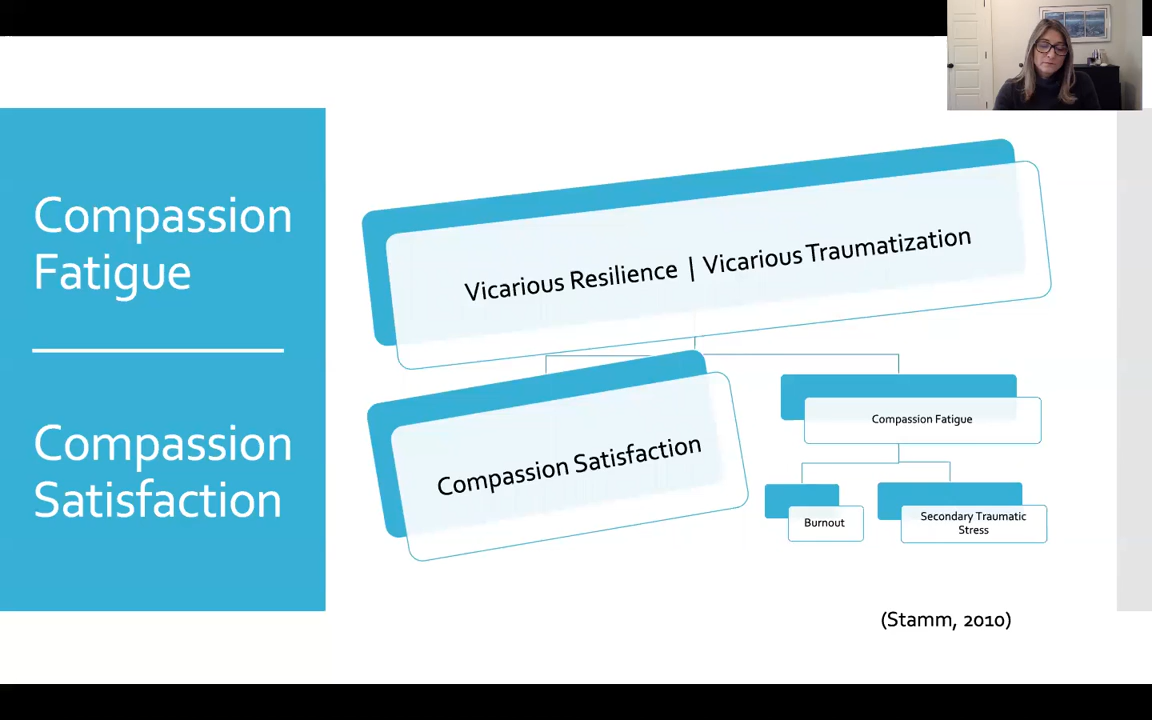 Compassion
Fatigue
Compassion
Satisfaction
Vicarious Resilience | Vicarious Traumatization
Compassion Satisfaction
Compassion Fatigue
Burnout
Secondary Traumatic
Stress
(Stamm, 2010)